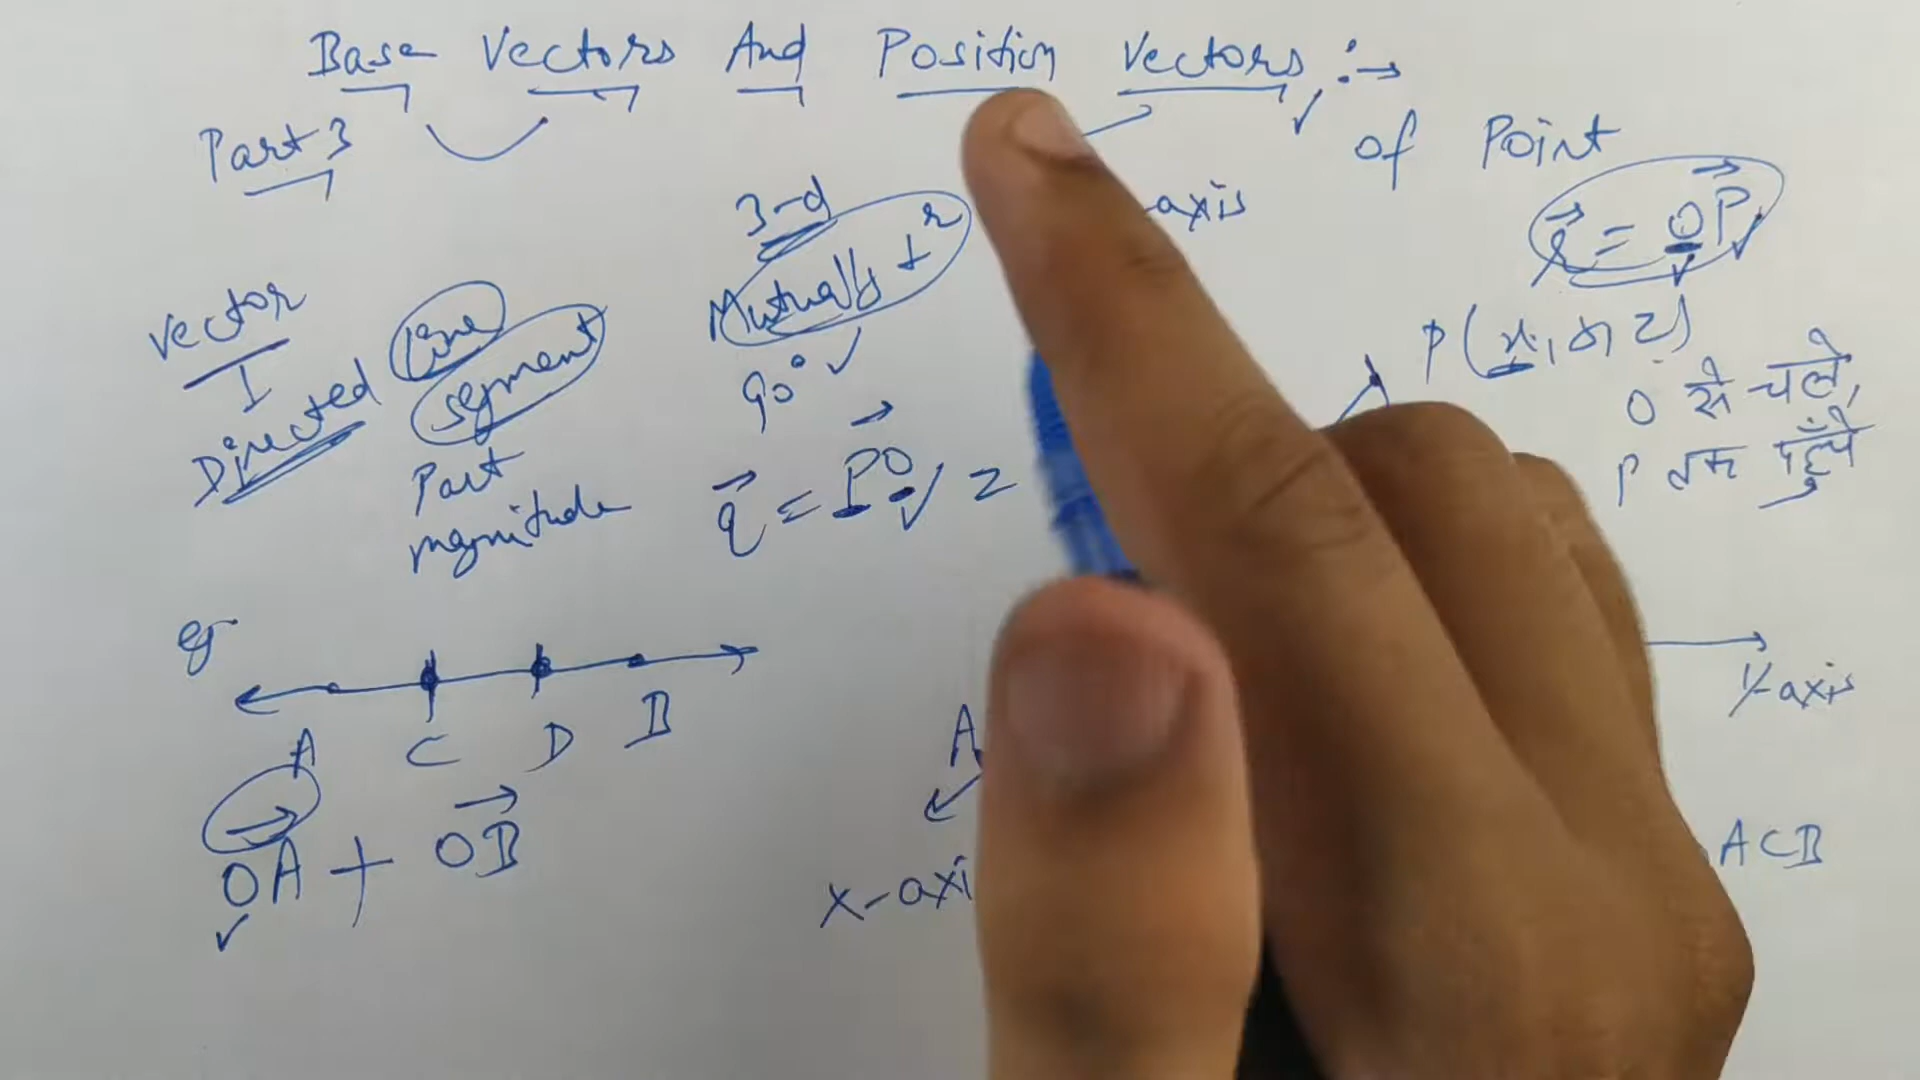 Base Vectors And Position Vectors :→
Part 3
of Point
3-d
Mutually ⊥r
90° ✓
-axis
r⃗ = OP⃗
P(x, y, z)
O से चले,
P तक पहुँचे
Vector
Directed
Line
segment
Part
magnitude
q⃗ = PO⃗ =
eg
A C D B
OA⃗ + OB⃗
A
x-axi
Y-axis
ACB